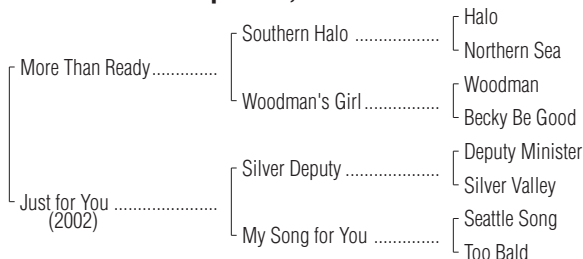 Halo
Southern Halo ..................
Northern Sea
More Than Ready..............
Woodman
Woodman's Girl ................
Becky Be Good
Deputy Minister
Silver Deputy ....................
Silver Valley
Just for You ......................
(2002)
Seattle Song
My Song for You ..............
Too Bald